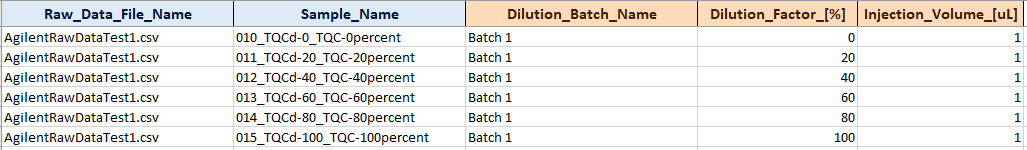 Raw_Data_File_Name Sample_Name Dilution_Batch_Name Dilution_Factor_[%] Injection_Volume_[uL]
AgilentRawDataTest1.csv 010_TQCd-0_TQC-0percent Batch 1 0 1
AgilentRawDataTest1.csv 011_TQCd-20_TQC-20percent Batch 1 20 1
AgilentRawDataTest1.csv 012_TQCd-40_TQC-40percent Batch 1 40 1
AgilentRawDataTest1.csv 013_TQCd-60_TQC-60percent Batch 1 60 1
AgilentRawDataTest1.csv 014_TQCd-80_TQC-80percent Batch 1 80 1
AgilentRawDataTest1.csv 015_TQCd-100_TQC-100percent Batch 1 100 1